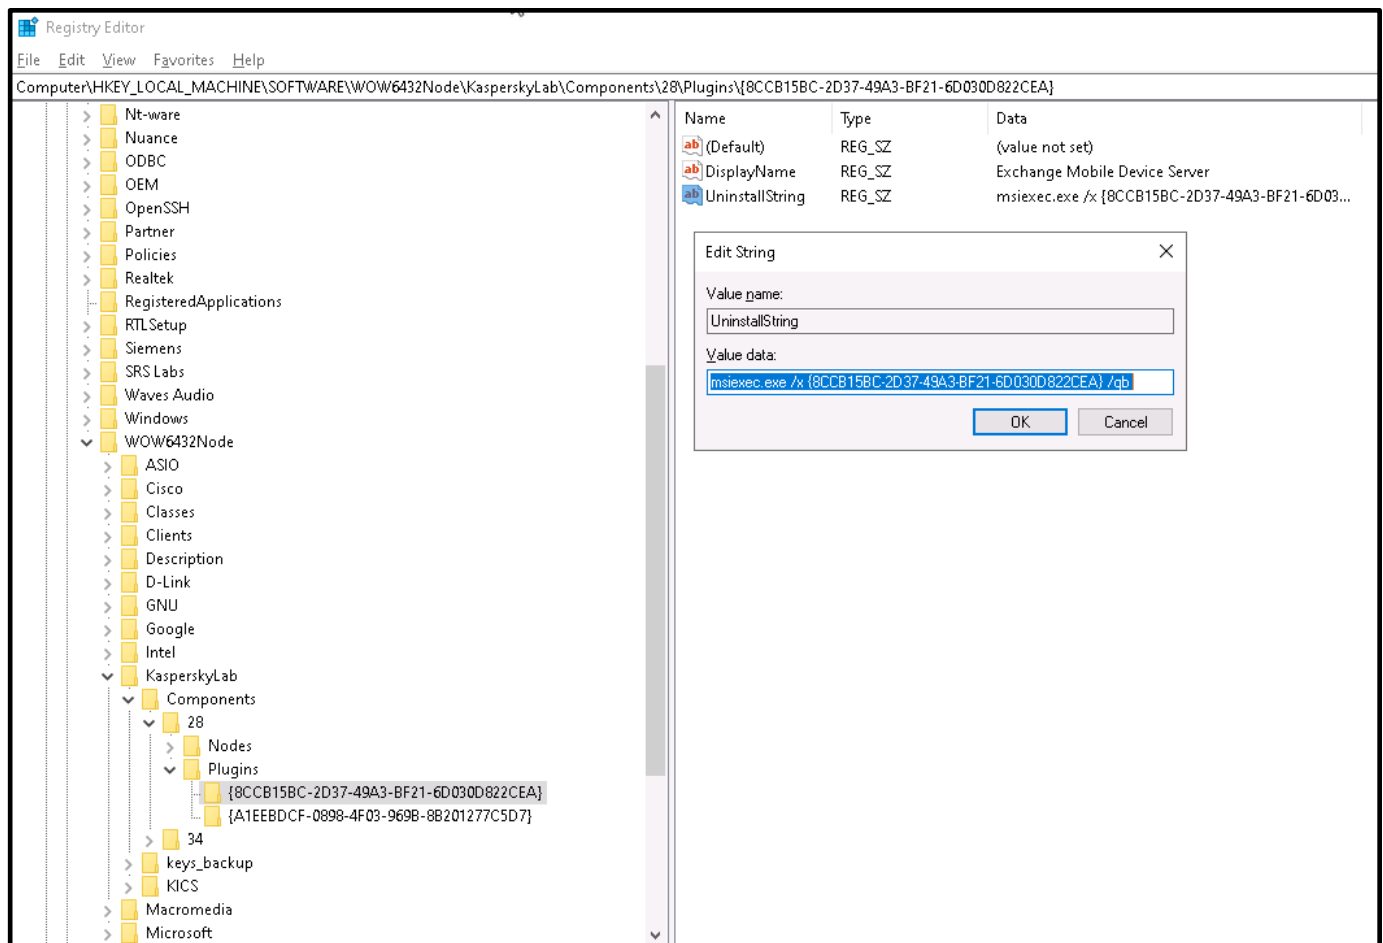 Registry Editor
File Edit View Favorites Help
Computer\HKEY_LOCAL_MACHINE\SOFTWARE\WOW6432Node\KasperskyLab\Components\28\Plugins\{8CCB15BC-2D37-49A3-BF21-6D030D822CEA}
Nt-ware
Nuance
ODBC
OEM
OpenSSH
Partner
Policies
Realtek
RegisteredApplications
RTLSetup
Siemens
SRS Labs
Waves Audio
Windows
WOW6432Node
ASIO
Cisco
Classes
Clients
Description
D-Link
GNU
Google
Intel
KasperskyLab
Components
28
Nodes
Plugins
{8CCB15BC-2D37-49A3-BF21-6D030D822CEA}
{A1EEBDCF-0898-4F03-969B-8B201277C5D7}
34
keys_backup
KICS
Macromedia
Microsoft
Name Type Data
(Default) REG_SZ (value not set)
DisplayName REG_SZ Exchange Mobile Device Server
UninstallString REG_SZ msiexec.exe /x {8CCB15BC-2D37-49A3-BF21-6D03...
Edit String
Value name:
UninstallString
Value data:
msiexec.exe /x {8CCB15BC-2D37-49A3-BF21-6D030D822CEA} /qb
OK Cancel